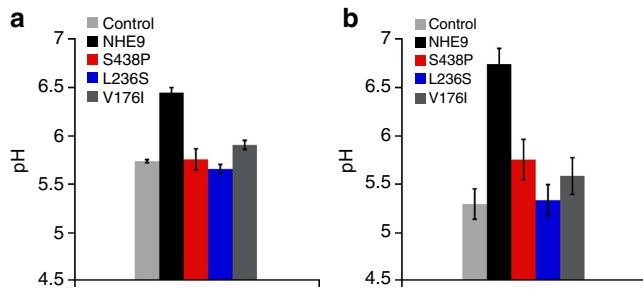 a
Control
NHE9
S438P
L236S
V176I
7
6.5
6
5.5
5
4.5
pH
b
Control
NHE9
S438P
L236S
V176I
7
6.5
6
5.5
5
4.5
pH